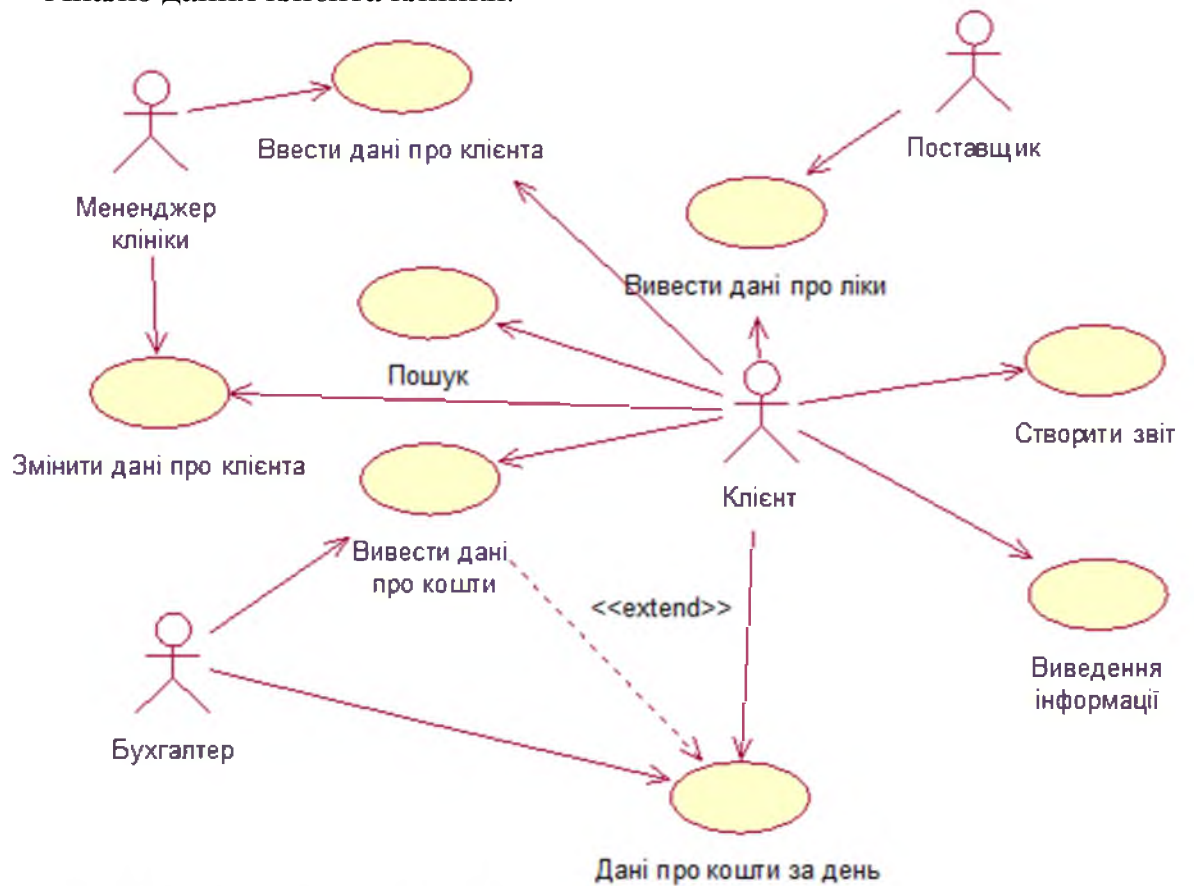 Ввести дані про клієнта
Поставщик
Мененджер
клініки
Вивести дані про ліки
Пошук
Створити звіт
Змінити дані про клієнта
Клієнт
Вивести дані
про кошти
<<extend>>
Виведення
інформації
Бухгалтер
Дані про кошти за день